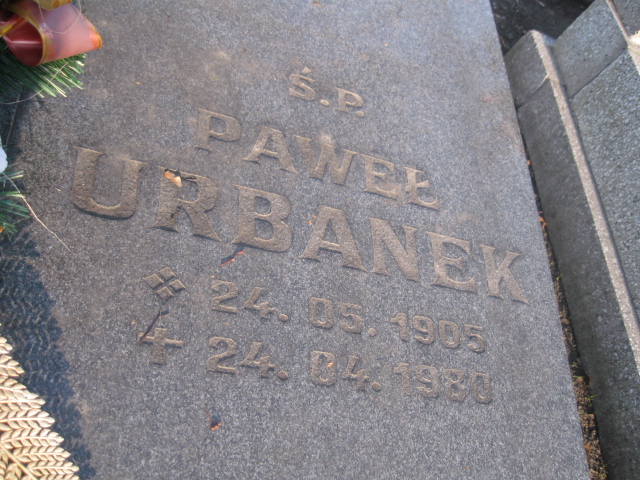 Ś.P.
PAWEŁ
URBANEK
24. 05. 1905
24. 04. 1980